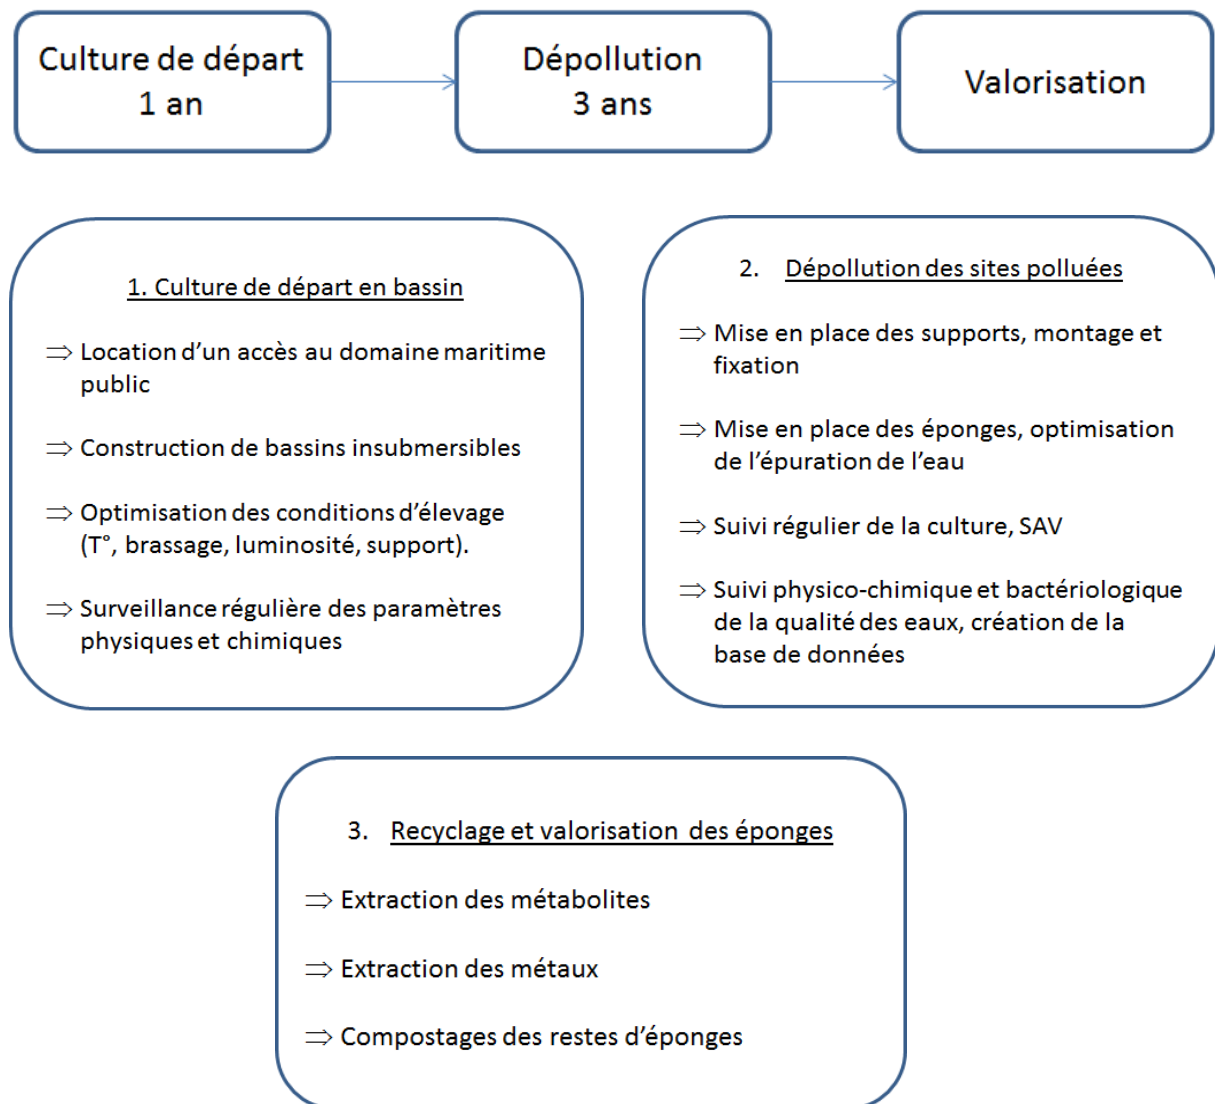 Culture de départ
1 an
Dépollution
3 ans
Valorisation
1. Culture de départ en bassin
⇒ Location d’un accès au domaine maritime
public
⇒ Construction de bassins insubmersibles
⇒ Optimisation des conditions d’élevage
(T°, brassage, luminosité, support).
⇒ Surveillance régulière des paramètres
physiques et chimiques
2. Dépollution des sites polluées
⇒ Mise en place des supports, montage et
fixation
⇒ Mise en place des éponges, optimisation
de l’épuration de l’eau
⇒ Suivi régulier de la culture, SAV
⇒ Suivi physico-chimique et bactériologique
de la qualité des eaux, création de la
base de données
3. Recyclage et valorisation des éponges
⇒ Extraction des métabolites
⇒ Extraction des métaux
⇒ Compostages des restes d’éponges